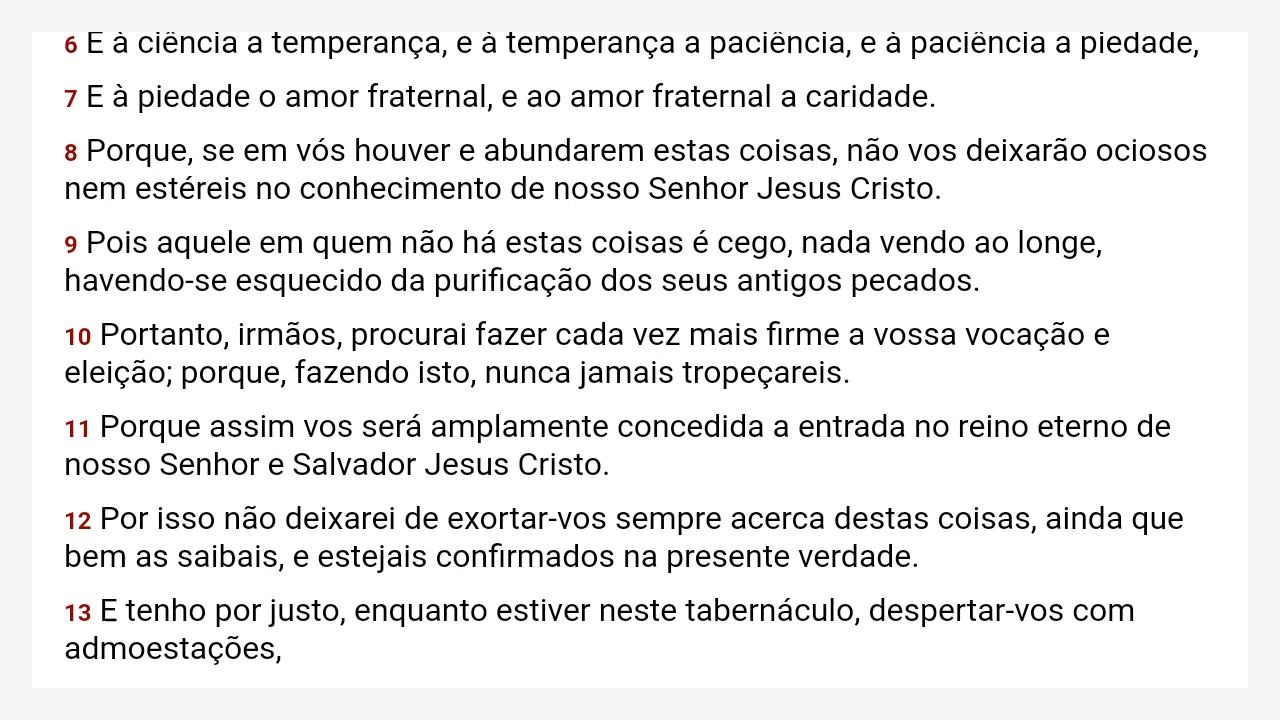 6 E à ciência a temperança, e à temperança a paciência, e à paciência a piedade,
7 E à piedade o amor fraternal, e ao amor fraternal a caridade.
8 Porque, se em vós houver e abundarem estas coisas, não vos deixarão ociosos
nem estéreis no conhecimento de nosso Senhor Jesus Cristo.
9 Pois aquele em quem não há estas coisas é cego, nada vendo ao longe,
havendo-se esquecido da purificação dos seus antigos pecados.
10 Portanto, irmãos, procurai fazer cada vez mais firme a vossa vocação e
eleição; porque, fazendo isto, nunca jamais tropeçareis.
11 Porque assim vos será amplamente concedida a entrada no reino eterno de
nosso Senhor e Salvador Jesus Cristo.
12 Por isso não deixarei de exortar-vos sempre acerca destas coisas, ainda que
bem as saibais, e estejais confirmados na presente verdade.
13 E tenho por justo, enquanto estiver neste tabernáculo, despertar-vos com
admoestações,